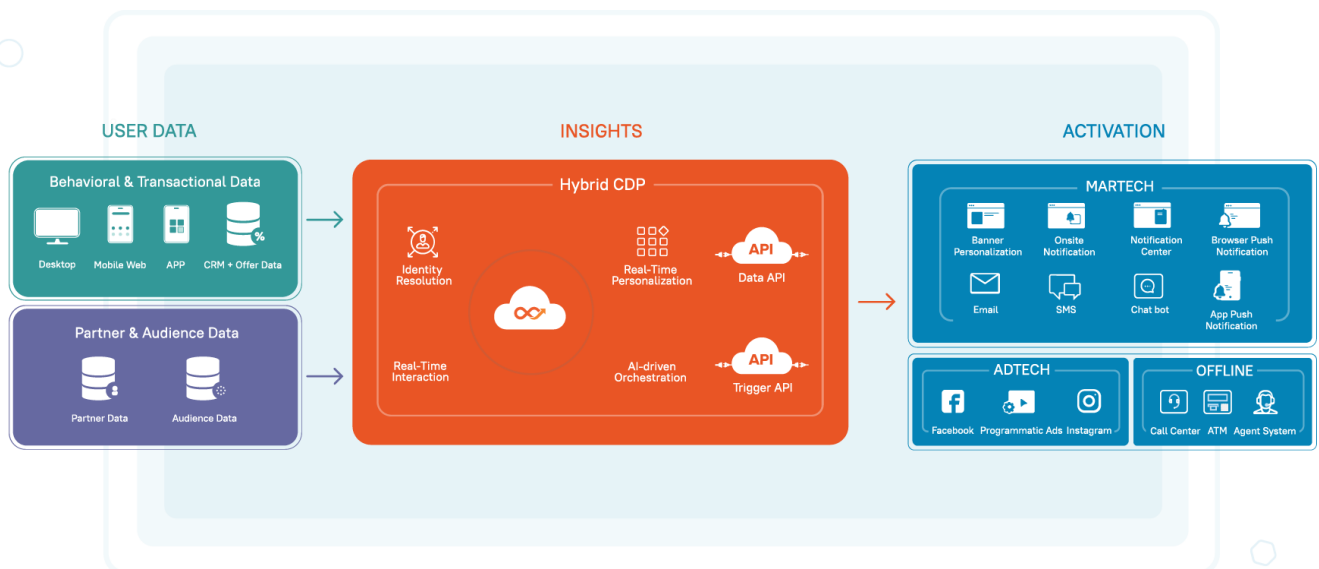 USER DATA
INSIGHTS
ACTIVATION
Behavioral & Transactional Data
Desktop
Mobile Web
APP
CRM + Offer Data
%
Partner & Audience Data
Partner Data
Audience Data
Hybrid CDP
Identity
Resolution
Real-Time
Personalization
API
Data API
Real-Time
Interaction
AI-driven
Orchestration
API
Trigger API
MARTECH
Banner
Personalization
Onsite
Notification
Notification
Center
Browser Push
Notification
Email
SMS
Chat bot
App Push
Notification
ADTECH
Facebook
Programmatic Ads
Instagram
OFFLINE
Call Center
ATM
Agent System